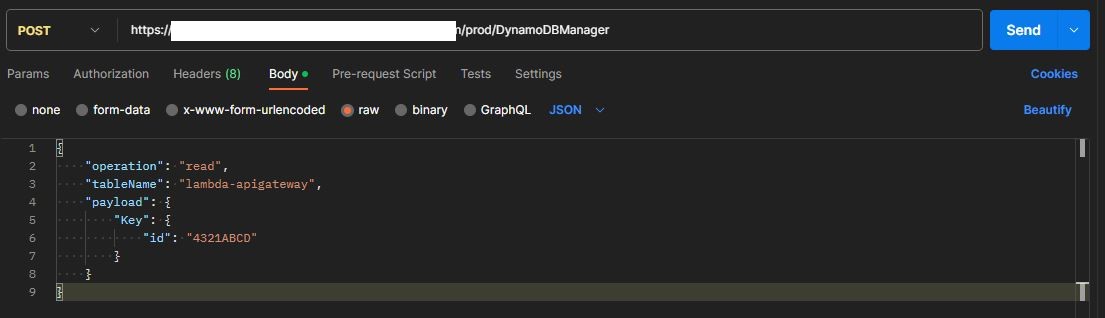 POST https:// n/prod/DynamoDBManager Send
Params Authorization Headers (8) Body Pre-request Script Tests Settings Cookies
none form-data x-www-form-urlencoded raw binary GraphQL JSON Beautify
1 {
2 "operation": "read",
3 "tableName": "lambda-apigateway",
4 "payload": {
5 "Key": {
6 "id": "4321ABCD"
7 }
8 }
9 }